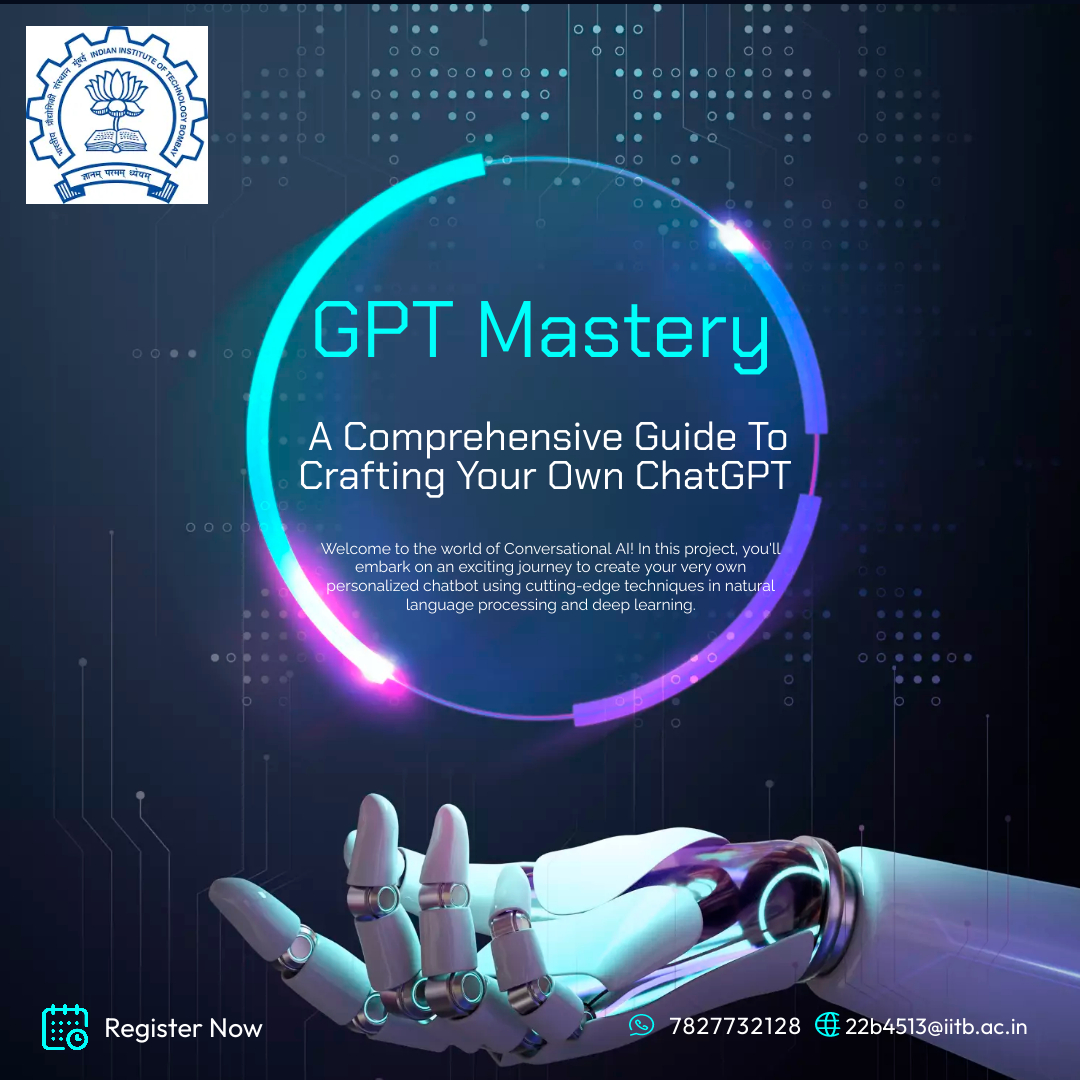 भारतीय प्रौद्योगिकी संस्थान मुंबई INDIAN INSTITUTE OF TECHNOLOGY BOMBAY
ज्ञानम् परमम् ध्येयम्
GPT Mastery
A Comprehensive Guide To
Crafting Your Own ChatGPT
Welcome to the world of Conversational AI! In this project, you'll
embark on an exciting journey to create your very own
personalized chatbot using cutting-edge techniques in natural
language processing and deep learning.
Register Now
7827732128
22b4513@iitb.ac.in